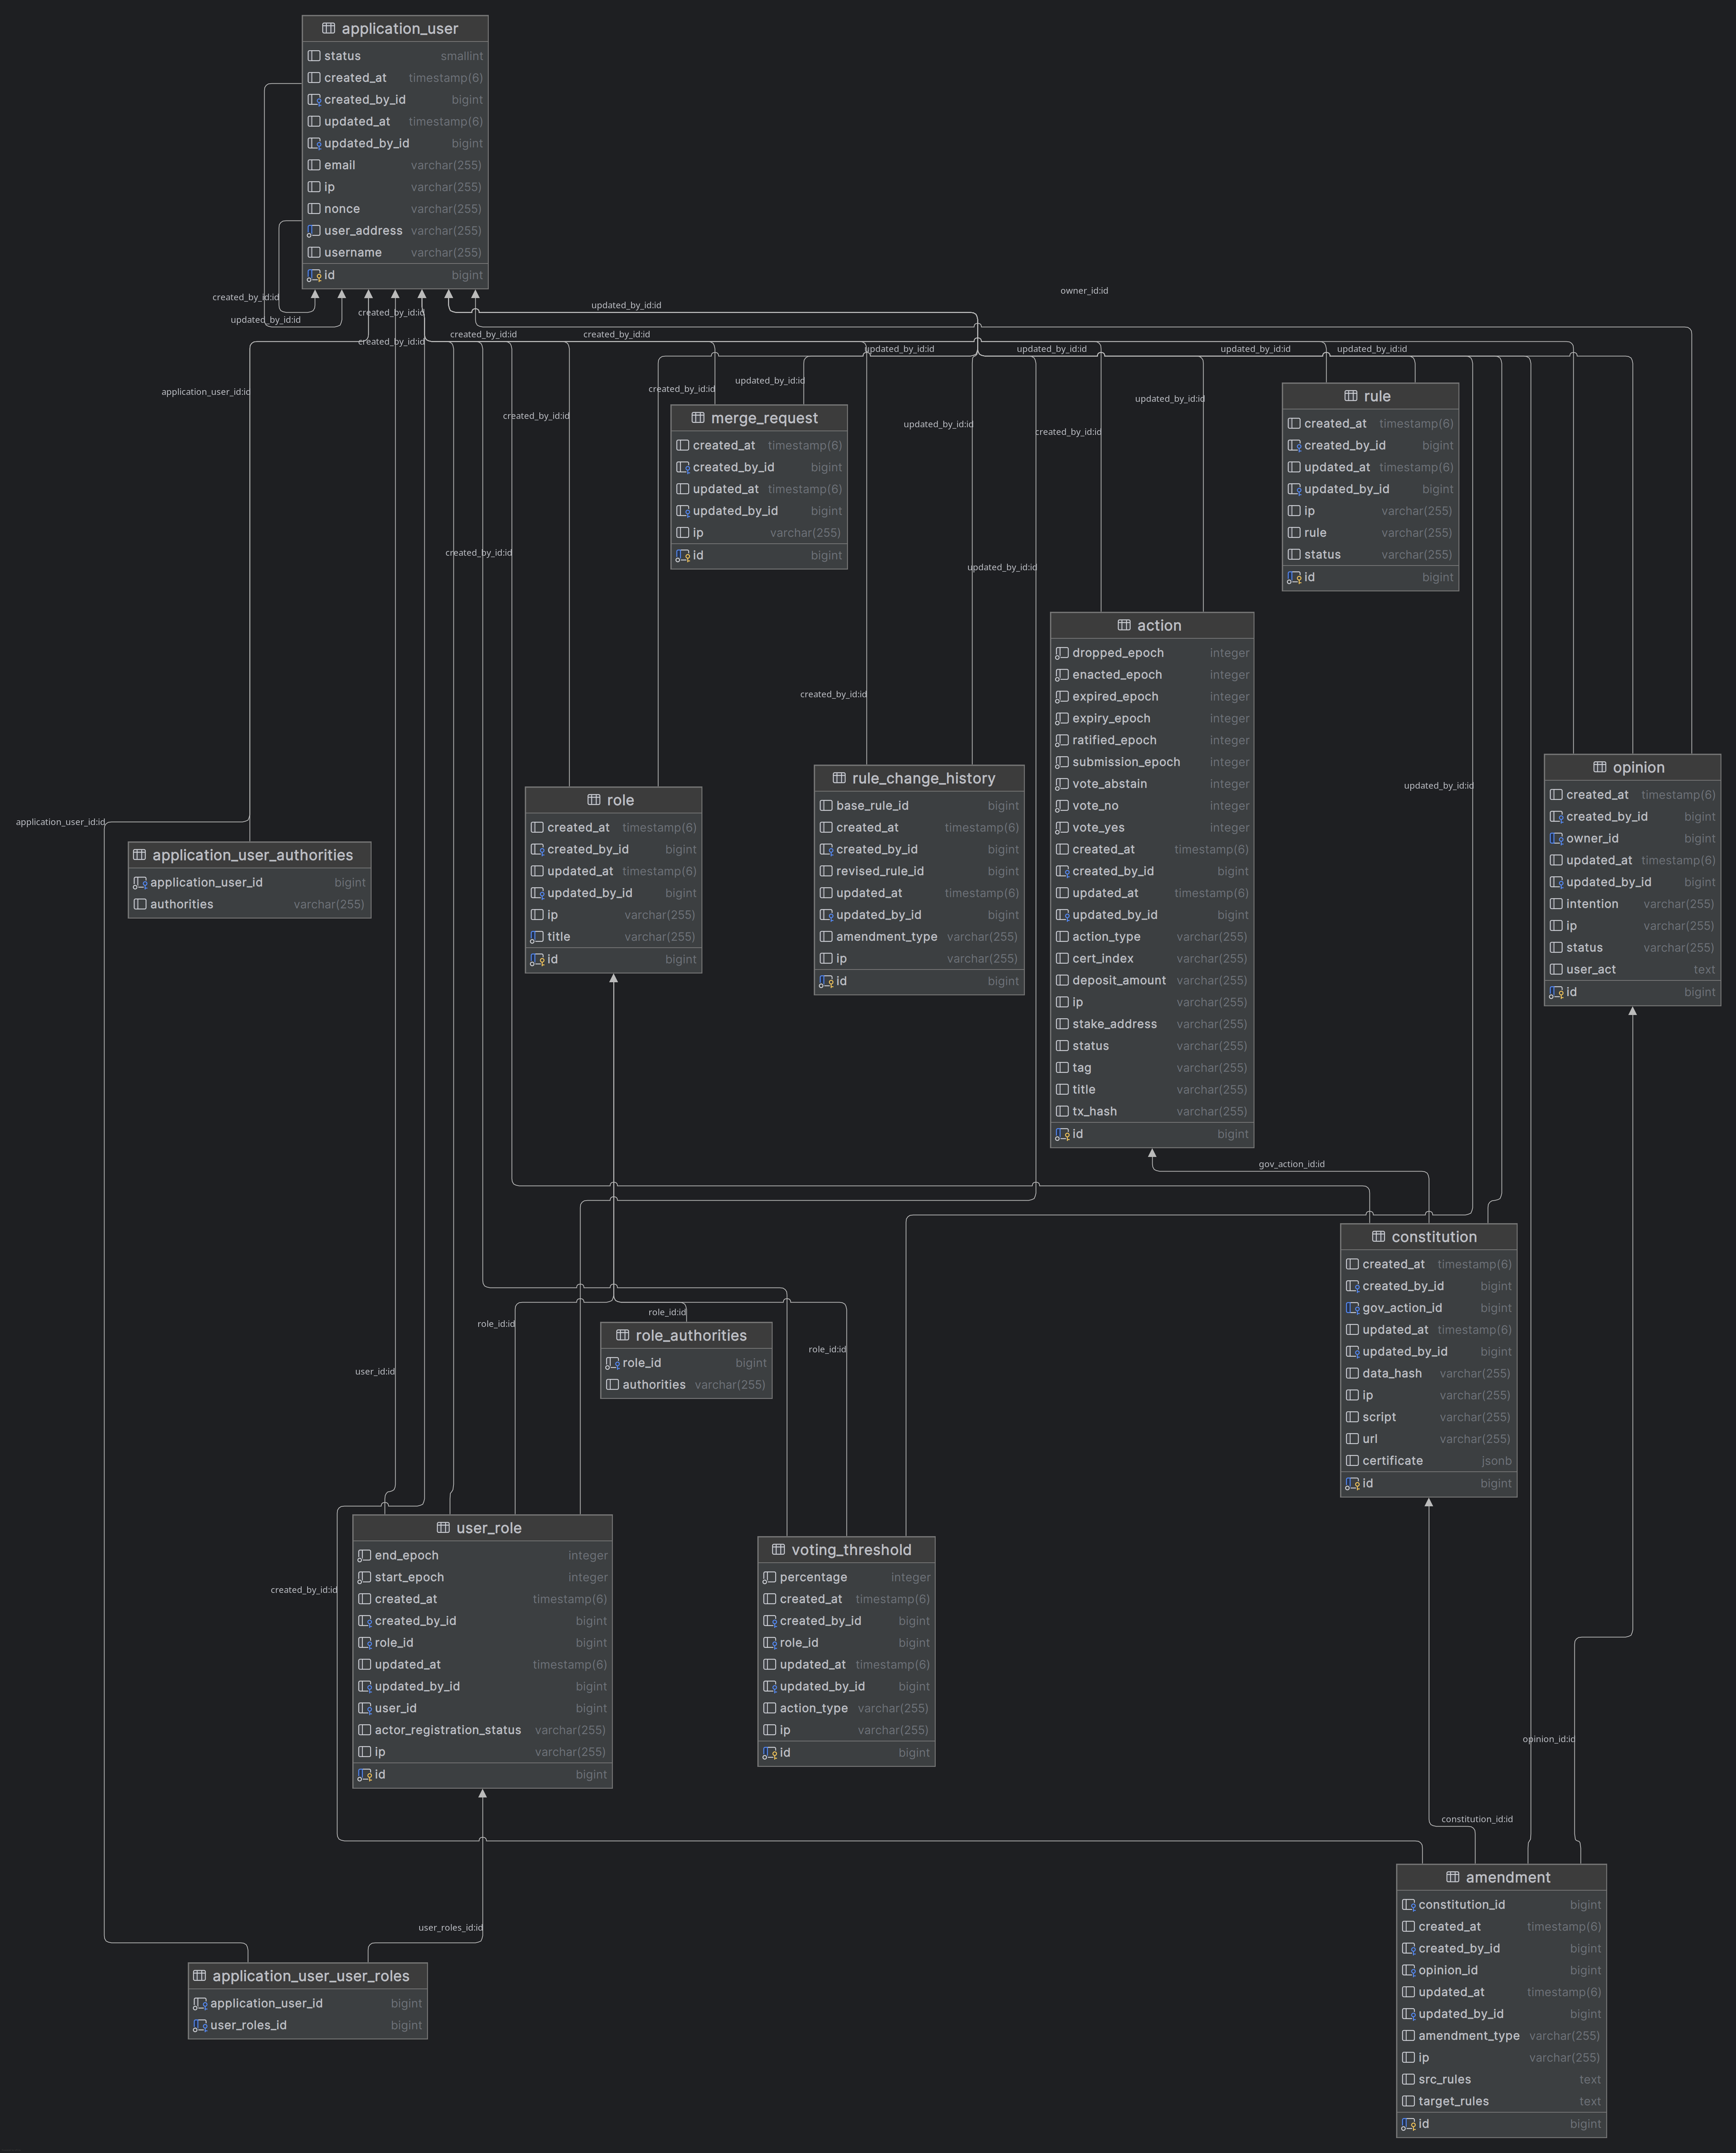 application_user
status smallint
created_at timestamp(6)
created_by_id bigint
updated_at timestamp(6)
updated_by_id bigint
email varchar(255)
ip varchar(255)
nonce varchar(255)
user_address varchar(255)
username varchar(255)
id bigint
owner_id:id
created_by_id:id
updated_by_id:id
created_by_id:id
updated_by_id:id
created_by_id:id
created_by_id:id
created_by_id:id
updated_by_id:id
updated_by_id:id
updated_by_id:id
updated_by_id:id
application_user_id:id
created_by_id:id
updated_by_id:id
created_by_id:id
updated_by_id:id
updated_by_id:id
created_by_id:id
rule
created_at timestamp(6)
created_by_id bigint
updated_at timestamp(6)
updated_by_id bigint
ip varchar(255)
rule varchar(255)
status varchar(255)
id bigint
merge_request
created_at timestamp(6)
created_by_id bigint
updated_at timestamp(6)
updated_by_id bigint
ip varchar(255)
id bigint
created_by_id:id
updated_by_id:id
action
dropped_epoch integer
enacted_epoch integer
expired_epoch integer
expiry_epoch integer
ratified_epoch integer
submission_epoch integer
vote_abstain integer
vote_no integer
vote_yes integer
created_at timestamp(6)
created_by_id bigint
updated_at timestamp(6)
updated_by_id bigint
action_type varchar(255)
cert_index varchar(255)
deposit_amount varchar(255)
ip varchar(255)
stake_address varchar(255)
status varchar(255)
tag varchar(255)
title varchar(255)
tx_hash varchar(255)
id bigint
created_by_id:id
updated_by_id:id
opinion
created_at timestamp(6)
created_by_id bigint
owner_id bigint
updated_at timestamp(6)
updated_by_id bigint
intention varchar(255)
ip varchar(255)
status varchar(255)
user_act text
id bigint
rule_change_history
base_rule_id bigint
created_at timestamp(6)
created_by_id bigint
revised_rule_id bigint
updated_at timestamp(6)
updated_by_id bigint
amendment_type varchar(255)
ip varchar(255)
id bigint
role
created_at timestamp(6)
created_by_id bigint
updated_at timestamp(6)
updated_by_id bigint
ip varchar(255)
title varchar(255)
id bigint
application_user_id:id
application_user_authorities
application_user_id bigint
authorities varchar(255)
gov_action_id:id
constitution
created_at timestamp(6)
created_by_id bigint
gov_action_id bigint
updated_at timestamp(6)
updated_by_id bigint
data_hash varchar(255)
ip varchar(255)
script varchar(255)
url varchar(255)
certificate jsonb
id bigint
role_id:id
role_id:id
role_authorities
role_id bigint
authorities varchar(255)
role_id:id
user_id:id
user_role
end_epoch integer
start_epoch integer
created_at timestamp(6)
created_by_id bigint
role_id bigint
updated_at timestamp(6)
updated_by_id bigint
user_id bigint
actor_registration_status varchar(255)
ip varchar(255)
id bigint
voting_threshold
percentage integer
created_at timestamp(6)
created_by_id bigint
role_id bigint
updated_at timestamp(6)
updated_by_id bigint
action_type varchar(255)
ip varchar(255)
id bigint
created_by_id:id
opinion_id:id
constitution_id:id
amendment
constitution_id bigint
created_at timestamp(6)
created_by_id bigint
opinion_id bigint
updated_at timestamp(6)
updated_by_id bigint
amendment_type varchar(255)
ip varchar(255)
src_rules text
target_rules text
id bigint
user_roles_id:id
application_user_user_roles
application_user_id bigint
user_roles_id bigint